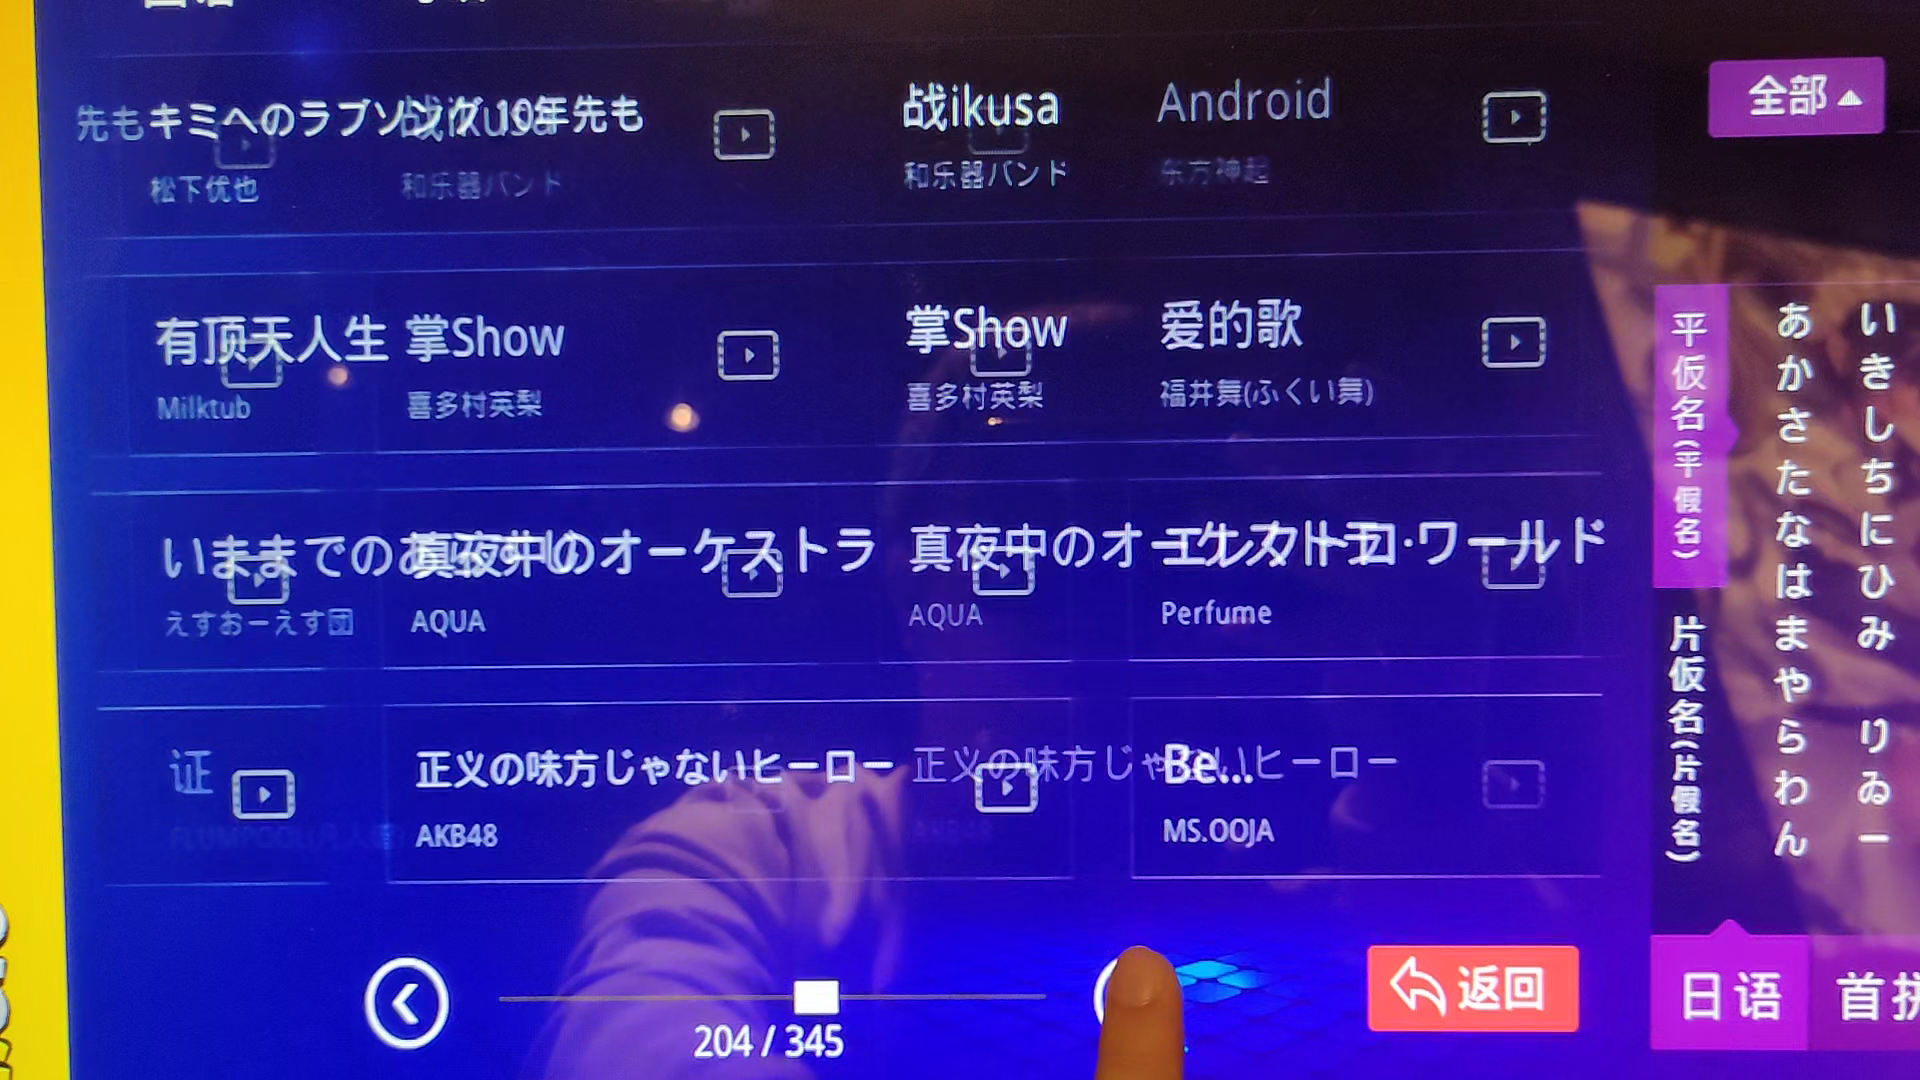 先も キミへのラブソング 10年先も
松下优也
战ikusa
和乐器バンド
战ikusa
和乐器バンド
Android
东方神起
全部
有顶天人生
Milktub
掌Show
喜多村英梨
掌Show
喜多村英梨
爱的歌
福井舞(ふくい舞)
いままでのあらすじ
えすおーえす団
真夜中のオーケストラ
AQUA
真夜中のオーケストラ
AQUA
エレクトロ・ワールド
Perfume
证
正义の味方じゃないヒーロー
AKB48
正义の味方じゃないヒーロー
AKB48
Be...
MS.OOJA
平仮名(平假名)
片仮名(片假名)
あかさたなはまやらわん
いきしちにひみ りゐー
204 / 345
返回
日语
首拼